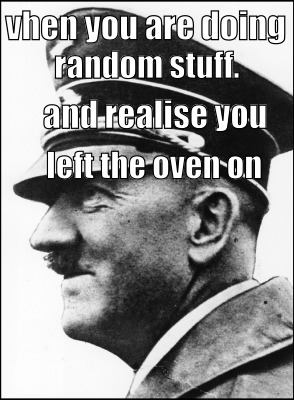 vhen you are doing
random stuff.
and realise you
left the oven on